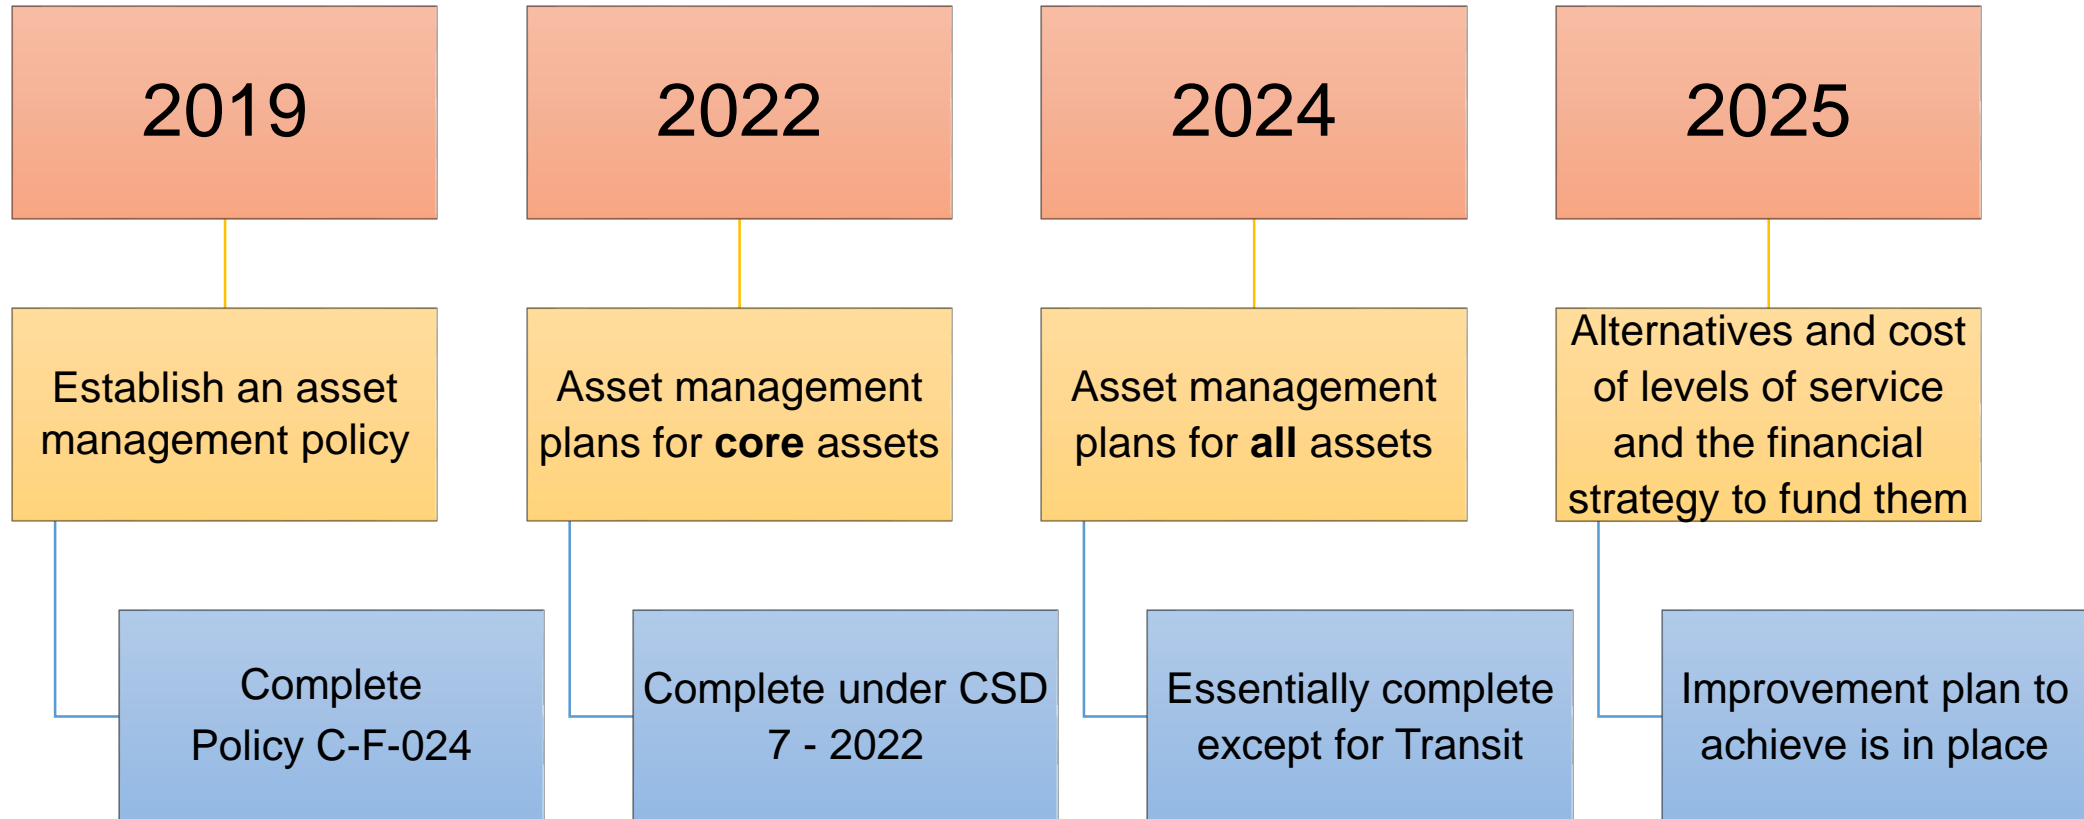 2019
2022
2024
2025
Establish an asset
management policy
Asset management
plans for core assets
Asset management
plans for all assets
Alternatives and cost
of levels of service
and the financial
strategy to fund them
Complete
Policy C-F-024
Complete under CSD
7 - 2022
Essentially complete
except for Transit
Improvement plan to
achieve is in place